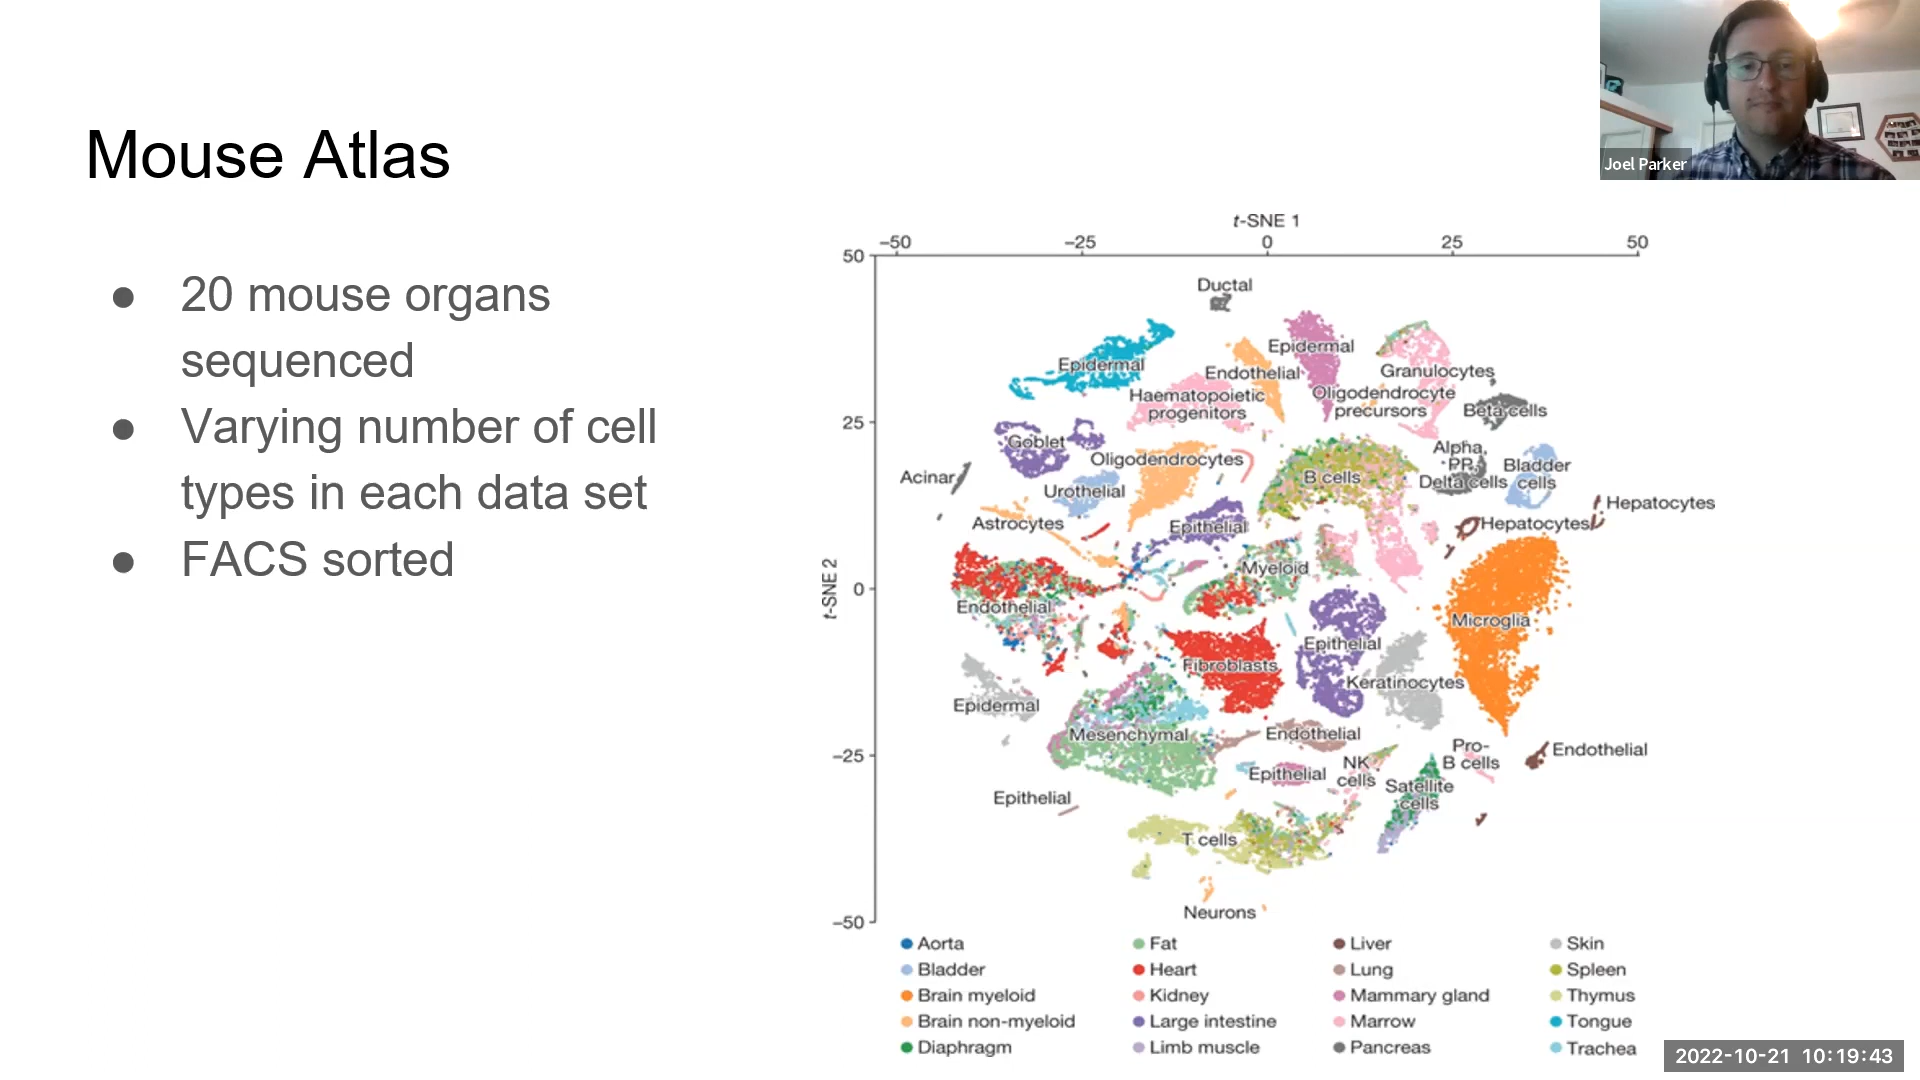 Joel Parker
Mouse Atlas
● 20 mouse organs
sequenced
● Varying number of cell
types in each data set
● FACS sorted
t-SNE 1
−50 −25 0 25 50
50
25
0
−25
−50
t-SNE 2
Ductal
Epidermal
Epidermal
Endothelial
Granulocytes
Haematopoietic
progenitors
Oligodendrocyte
precursors
Beta cells
Goblet
Oligodendrocytes
Alpha,
PP,
Delta cells
Bladder
cells
Acinar
Urothelial
B cells
Hepatocytes
Astrocytes
Epithelial
Hepatocytes
Myeloid
Endothelial
Microglia
Epithelial
Fibroblasts
Keratinocytes
Epidermal
Mesenchymal
Endothelial
Pro-
B cells
Endothelial
Epithelial
NK
cells
Satellite
cells
Epithelial
T cells
Neurons
Aorta
Bladder
Brain myeloid
Brain non-myeloid
Diaphragm
Fat
Heart
Kidney
Large intestine
Limb muscle
Liver
Lung
Mammary gland
Marrow
Pancreas
Skin
Spleen
Thymus
Tongue
Trachea
2022-10-21 10:19:43